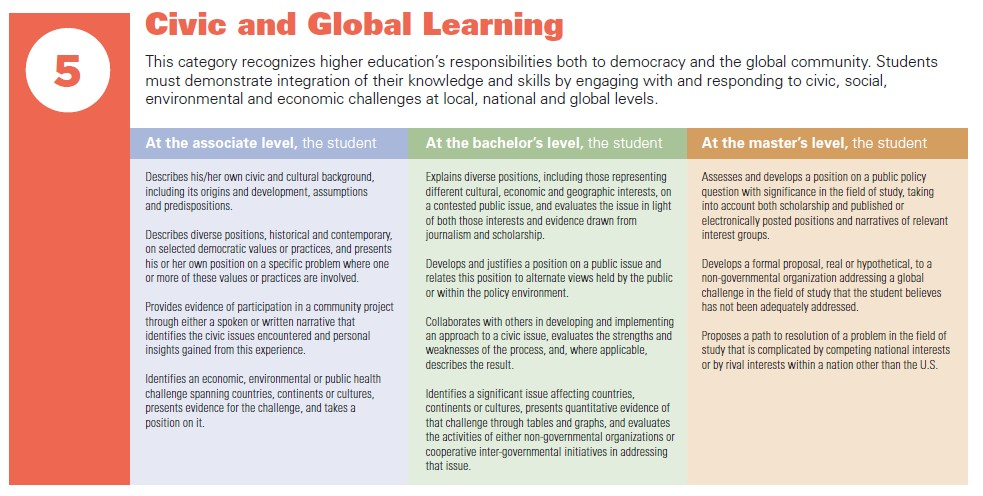 5
Civic and Global Learning
This category recognizes higher education’s responsibilities both to democracy and the global community. Students
must demonstrate integration of their knowledge and skills by engaging with and responding to civic, social,
environmental and economic challenges at local, national and global levels.
At the associate level, the student
Describes his/her own civic and cultural background,
including its origins and development, assumptions
and predispositions.
Describes diverse positions, historical and contemporary,
on selected democratic values or practices, and presents
his or her own position on a specific problem where one
or more of these values or practices are involved.
Provides evidence of participation in a community project
through either a spoken or written narrative that
identifies the civic issues encountered and personal
insights gained from this experience.
Identifies an economic, environmental or public health
challenge spanning countries, continents or cultures,
presents evidence for the challenge, and takes a
position on it.
At the bachelor’s level, the student
Explains diverse positions, including those representing
different cultural, economic and geographic interests, on
a contested public issue, and evaluates the issue in light
of both those interests and evidence drawn from
journalism and scholarship.
Develops and justifies a position on a public issue and
relates this position to alternate views held by the public
or within the policy environment.
Collaborates with others in developing and implementing
an approach to a civic issue, evaluates the strengths and
weaknesses of the process, and, where applicable,
describes the result.
Identifies a significant issue affecting countries,
continents or cultures, presents quantitative evidence of
that challenge through tables and graphs, and evaluates
the activities of either non-governmental organizations or
cooperative inter-governmental initiatives in addressing
that issue.
At the master’s level, the student
Assesses and develops a position on a public policy
question with significance in the field of study, taking
into account both scholarship and published or
electronically posted positions and narratives of relevant
interest groups.
Develops a formal proposal, real or hypothetical, to a
non-governmental organization addressing a global
challenge in the field of study that the student believes
has not been adequately addressed.
Proposes a path to resolution of a problem in the field of
study that is complicated by competing national interests
or by rival interests within a nation other than the U.S.